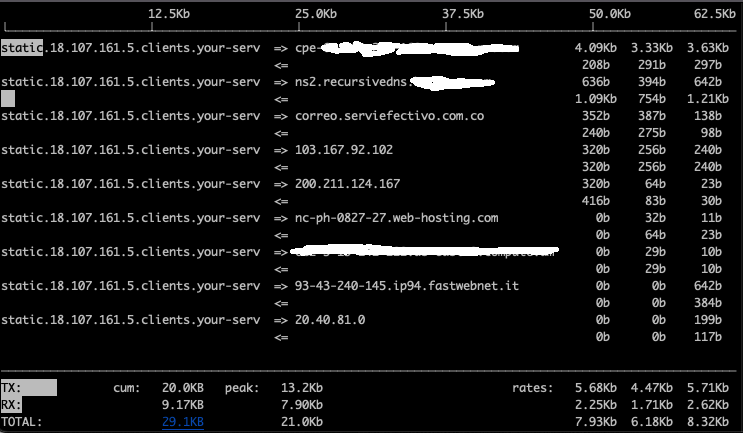 12.5Kb 25.0Kb 37.5Kb 50.0Kb 62.5Kb
static.18.107.161.5.clients.your-serv => cpe- 4.09Kb 3.33Kb 3.63Kb
<= 208b 291b 297b
static.18.107.161.5.clients.your-serv => ns2.recursivedns. 636b 394b 642b
<= 1.09Kb 754b 1.21Kb
static.18.107.161.5.clients.your-serv => correo.serviefectivo.com.co 352b 387b 138b
<= 240b 275b 98b
static.18.107.161.5.clients.your-serv => 103.167.92.102 320b 256b 240b
<= 320b 256b 240b
static.18.107.161.5.clients.your-serv => 200.211.124.167 320b 64b 23b
<= 416b 83b 30b
static.18.107.161.5.clients.your-serv => nc-ph-0827-27.web-hosting.com 0b 32b 11b
<= 0b 64b 23b
static.18.107.161.5.clients.your-serv => 0b 29b 10b
<= 0b 29b 10b
static.18.107.161.5.clients.your-serv => 93-43-240-145.ip94.fastwebnet.it 0b 0b 642b
<= 0b 0b 384b
static.18.107.161.5.clients.your-serv => 20.40.81.0 0b 0b 199b
<= 0b 0b 117b
TX: cum: 20.0KB peak: 13.2Kb rates: 5.68Kb 4.47Kb 5.71Kb
RX: 9.17KB 7.90Kb 2.25Kb 1.71Kb 2.62Kb
TOTAL: 29.1KB 21.0Kb 7.93Kb 6.18Kb 8.32Kb